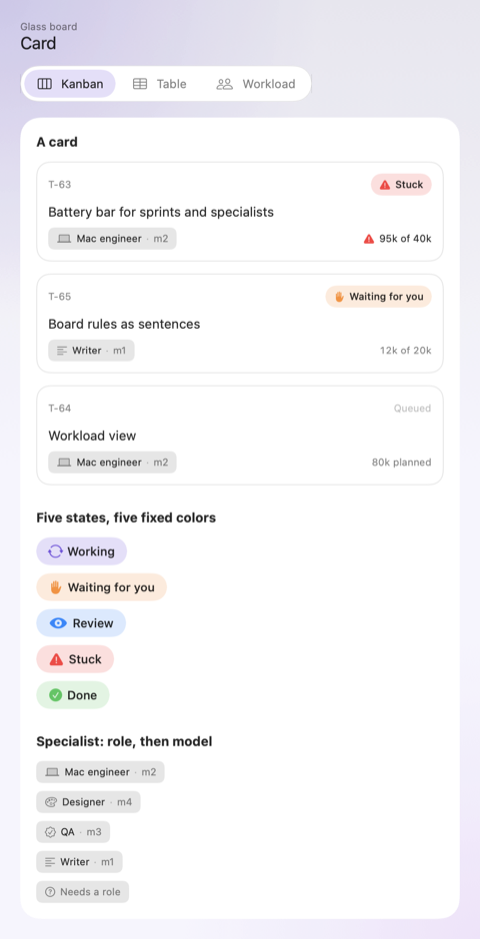 Glass board
Card
Kanban
Table
Workload
A card
T-63
Stuck
Battery bar for sprints and specialists
Mac engineer · m2
95k of 40k
T-65
Waiting for you
Board rules as sentences
Writer · m1
12k of 20k
T-64
Queued
Workload view
Mac engineer · m2
80k planned
Five states, five fixed colors
Working
Waiting for you
Review
Stuck
Done
Specialist: role, then model
Mac engineer · m2
Designer · m4
QA · m3
Writer · m1
Needs a role